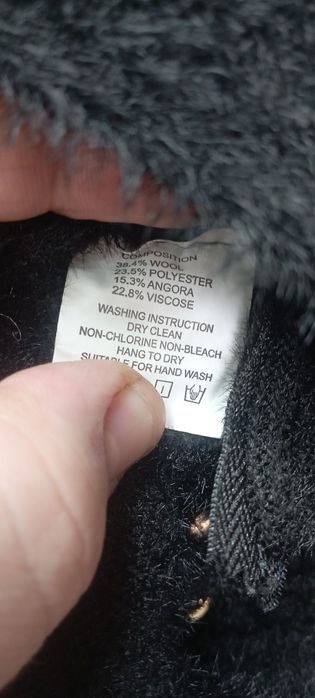 COMPOSITION
38.4% WOOL
23.5% POLYESTER
15.3% ANGORA
22.8% VISCOSE
WASHING INSTRUCTION
DRY CLEAN
NON-CHLORINE NON-BLEACH
HANG TO DRY
SUITABLE FOR HAND WASH